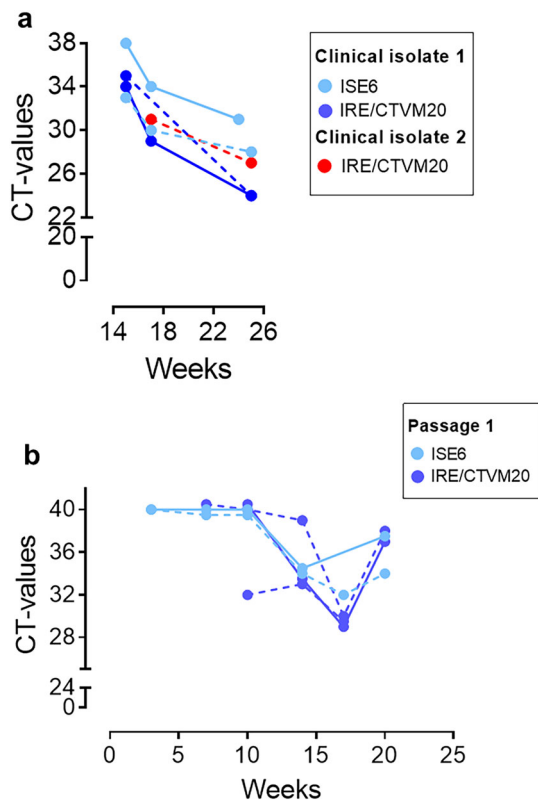 a
38
34
30
26
22
20
0
CT-values
14 18 22 26
Weeks
Clinical isolate 1
ISE6
IRE/CTVM20
Clinical isolate 2
IRE/CTVM20
b
40
36
32
28
24
0
CT-values
0 5 10 15 20 25
Weeks
Passage 1
ISE6
IRE/CTVM20